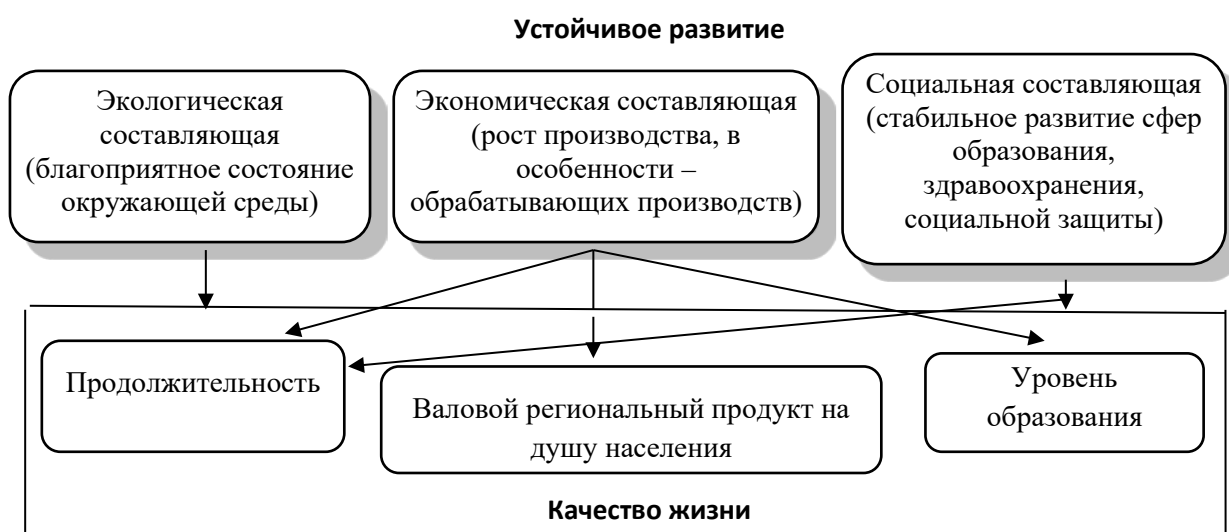 Устойчивое развитие
Экологическая
составляющая
(благоприятное состояние
окружающей среды)
Экономическая составляющая
(рост производства, в
особенности –
обрабатывающих производств)
Социальная составляющая
(стабильное развитие сфер
образования,
здравоохранения,
социальной защиты)
Продолжительность
Валовой региональный продукт на
душу населения
Уровень
образования
Качество жизни